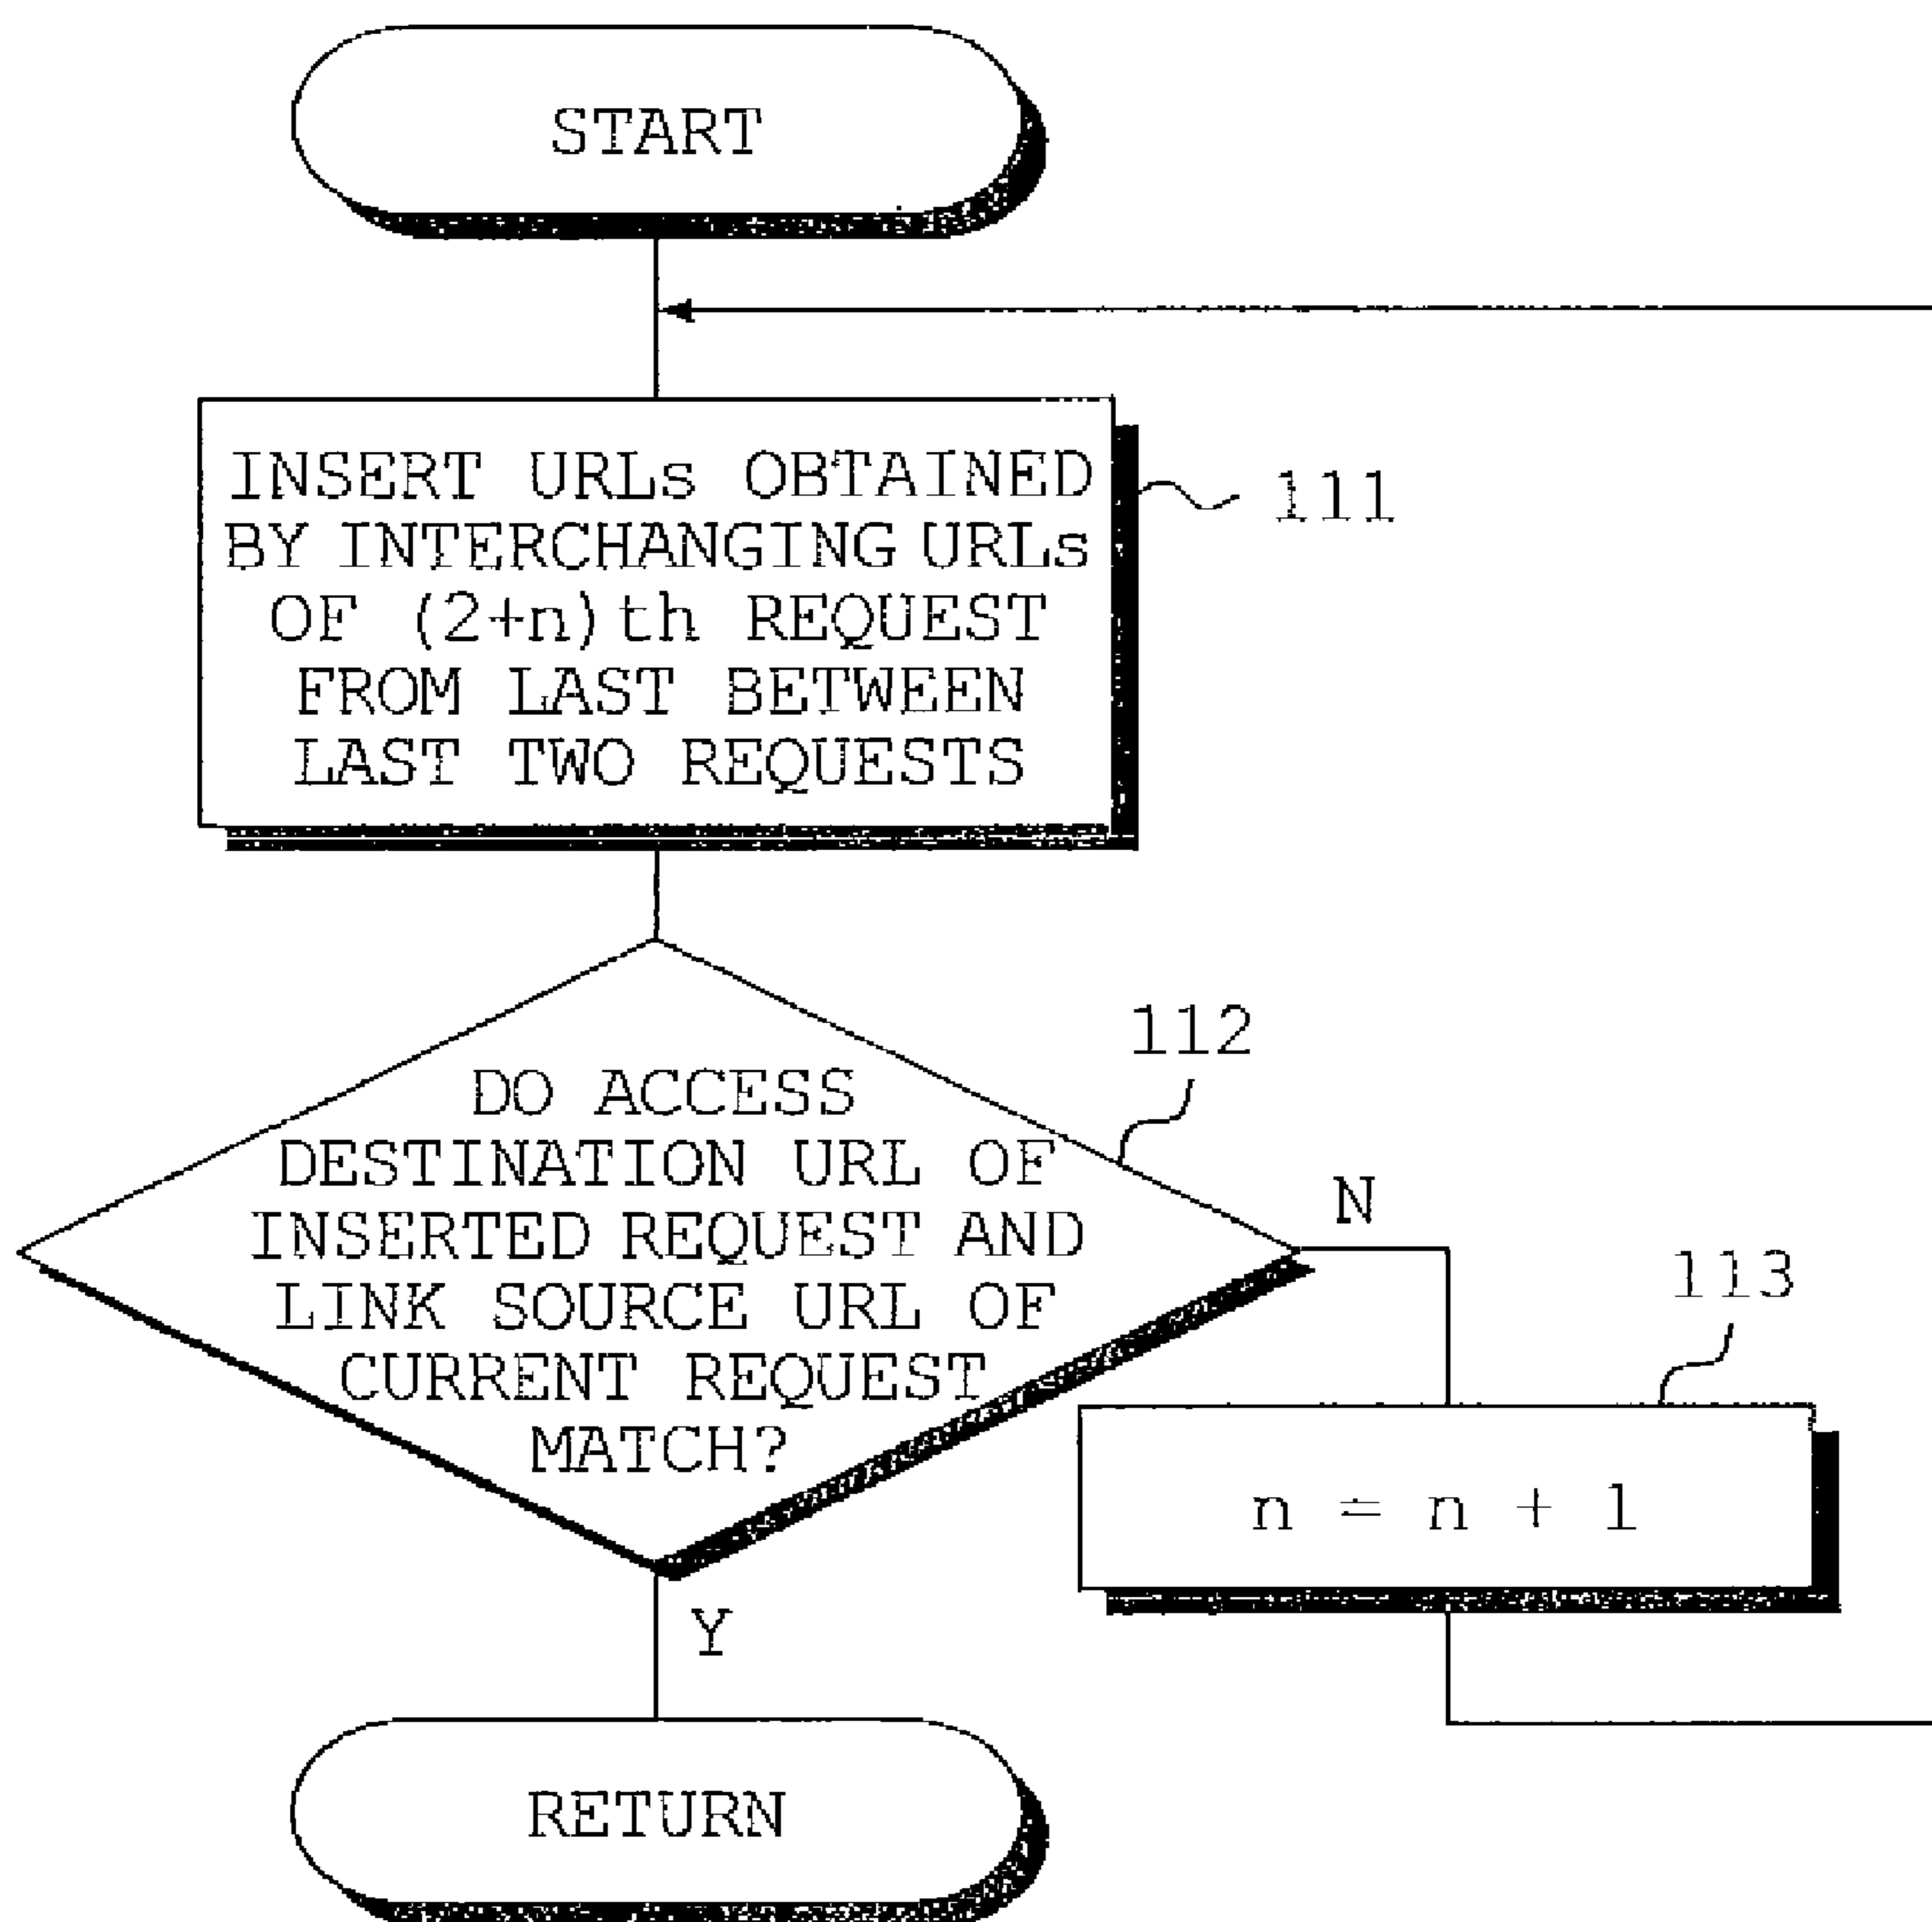 START
INSERT URLs OBTAINED
BY INTERCHANGING URLs
OF (2+n)th REQUEST
FROM LAST BETWEEN
LAST TWO REQUESTS
111
112
DO ACCESS
DESTINATION URL OF
INSERTED REQUEST AND
LINK SOURCE URL OF
CURRENT REQUEST
MATCH?
N
113
n = n + 1
Y
RETURN